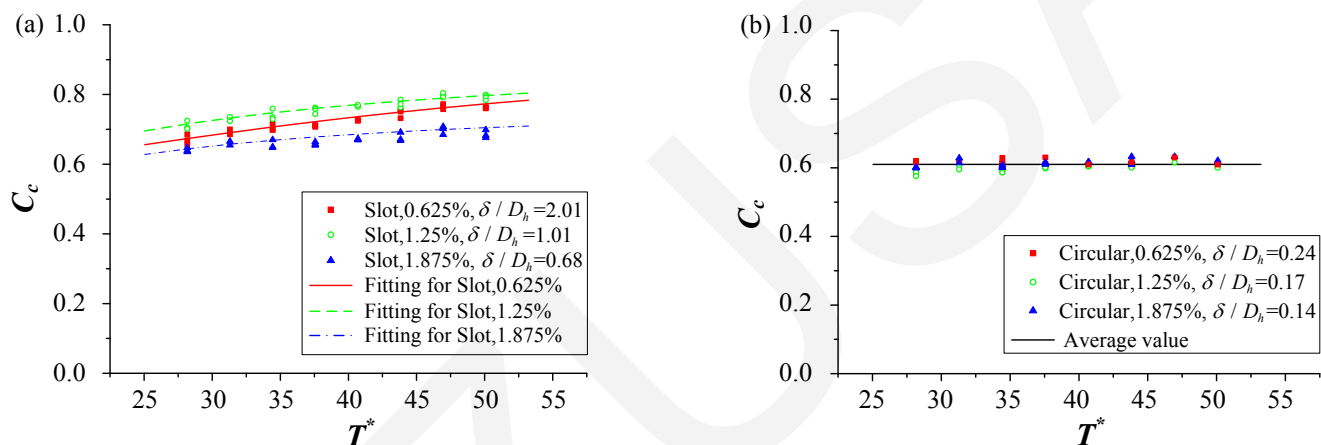 (a)
1.0
0.8
0.6
0.4
0.2
0.0
C_c
25 30 35 40 45 50 55
T*
Slot,0.625%, δ / D_h=2.01
Slot,1.25%, δ / D_h=1.01
Slot,1.875%, δ / D_h=0.68
Fitting for Slot,0.625%
Fitting for Slot,1.25%
Fitting for Slot,1.875%
(b)
1.0
0.8
0.6
0.4
0.2
0.0
C_c
25 30 35 40 45 50 55
T*
Circular,0.625%, δ / D_h=0.24
Circular,1.25%, δ / D_h=0.17
Circular,1.875%, δ / D_h=0.14
Average value